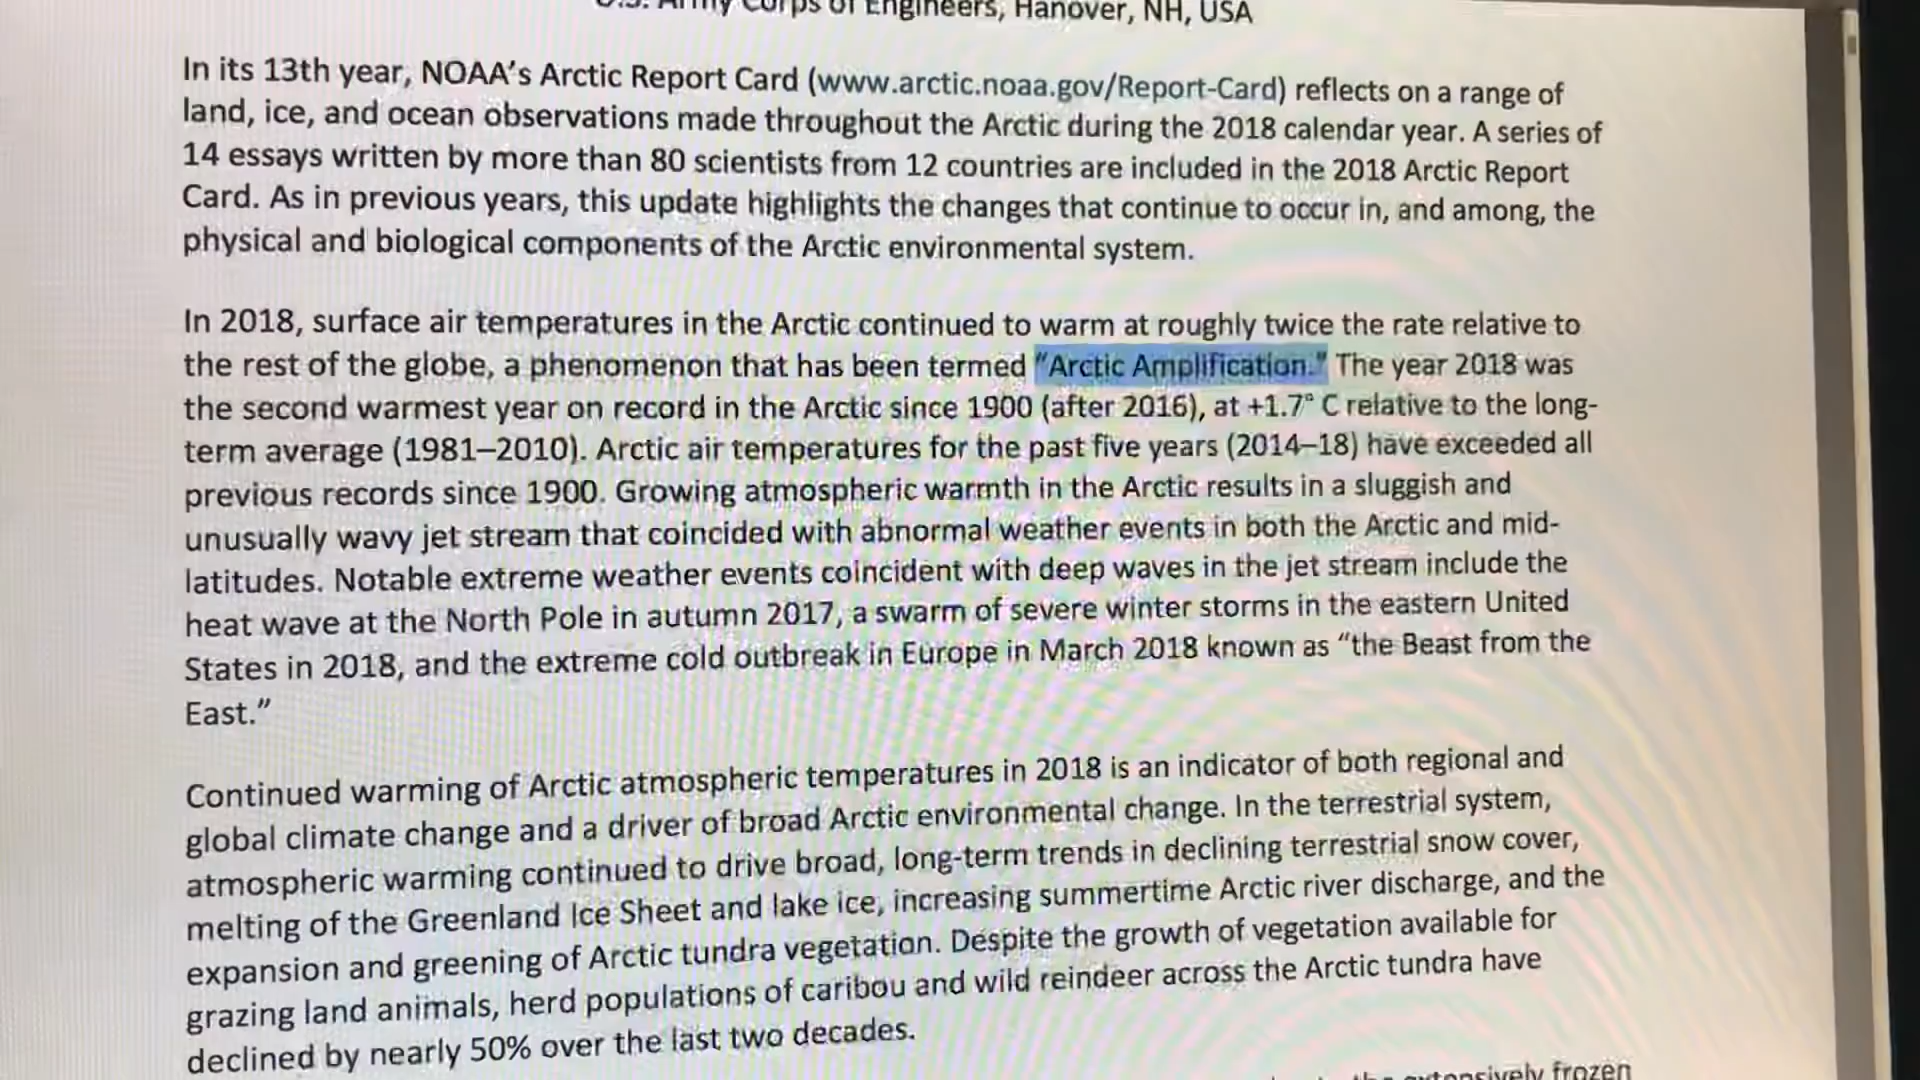 U.S. Army Corps of Engineers, Hanover, NH, USA
In its 13th year, NOAA’s Arctic Report Card (www.arctic.noaa.gov/Report-Card) reflects on a range of
land, ice, and ocean observations made throughout the Arctic during the 2018 calendar year. A series of
14 essays written by more than 80 scientists from 12 countries are included in the 2018 Arctic Report
Card. As in previous years, this update highlights the changes that continue to occur in, and among, the
physical and biological components of the Arctic environmental system.
In 2018, surface air temperatures in the Arctic continued to warm at roughly twice the rate relative to
the rest of the globe, a phenomenon that has been termed “Arctic Amplification.” The year 2018 was
the second warmest year on record in the Arctic since 1900 (after 2016), at +1.7° C relative to the long-
term average (1981–2010). Arctic air temperatures for the past five years (2014–18) have exceeded all
previous records since 1900. Growing atmospheric warmth in the Arctic results in a sluggish and
unusually wavy jet stream that coincided with abnormal weather events in both the Arctic and mid-
latitudes. Notable extreme weather events coincident with deep waves in the jet stream include the
heat wave at the North Pole in autumn 2017, a swarm of severe winter storms in the eastern United
States in 2018, and the extreme cold outbreak in Europe in March 2018 known as “the Beast from the
East.”
Continued warming of Arctic atmospheric temperatures in 2018 is an indicator of both regional and
global climate change and a driver of broad Arctic environmental change. In the terrestrial system,
atmospheric warming continued to drive broad, long-term trends in declining terrestrial snow cover,
melting of the Greenland Ice Sheet and lake ice, increasing summertime Arctic river discharge, and the
expansion and greening of Arctic tundra vegetation. Despite the growth of vegetation available for
grazing land animals, herd populations of caribou and wild reindeer across the Arctic tundra have
declined by nearly 50% over the last two decades.
the extensively frozen